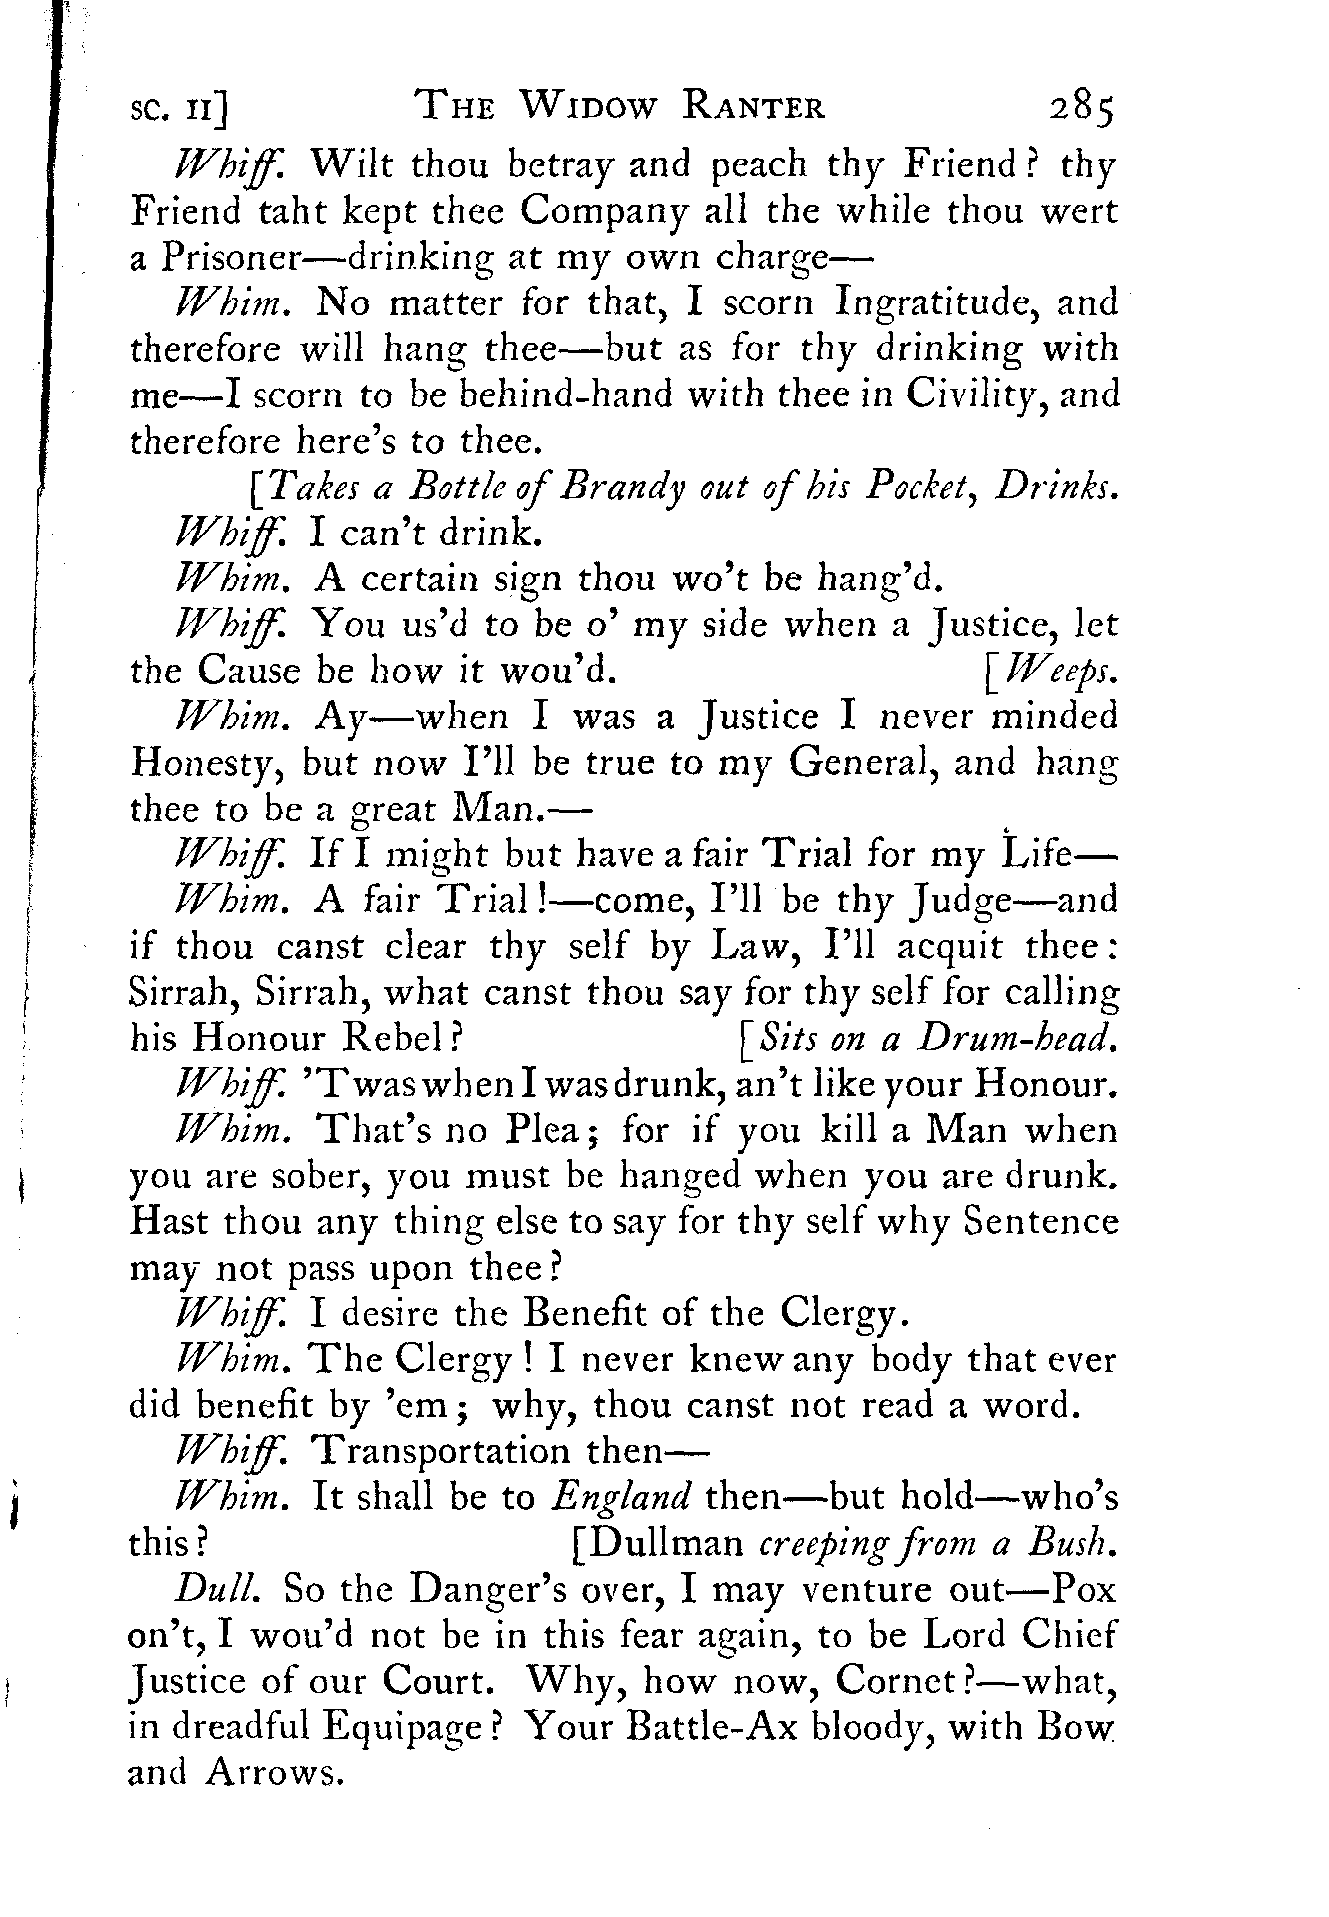 SC. II] THE WIDOW RANTER 285
Whiff. Wilt thou betray and peach thy Friend? thy
Friend taht kept thee Company all the while thou wert
a Prisoner—drinking at my own charge—
Whim. No matter for that, I scorn Ingratitude, and
therefore will hang thee—but as for thy drinking with
me—I scorn to be behind-hand with thee in Civility, and
therefore here's to thee.
[Takes a Bottle of Brandy out of his Pocket, Drinks.
Whiff. I can't drink.
Whim. A certain sign thou wo't be hang'd.
Whiff. You us'd to be o' my side when a Justice, let
the Cause be how it wou'd. [Weeps.
Whim. Ay—when I was a Justice I never minded
Honesty, but now I'll be true to my General, and hang
thee to be a great Man.—
Whiff. If I might but have a fair Trial for my Life—
Whim. A fair Trial!—come, I'll be thy Judge—and
if thou canst clear thy self by Law, I'll acquit thee:
Sirrah, Sirrah, what canst thou say for thy self for calling
his Honour Rebel? [Sits on a Drum-head.
Whiff. 'Twas when I was drunk, an't like your Honour.
Whim. That's no Plea; for if you kill a Man when
you are sober, you must be hanged when you are drunk.
Hast thou any thing else to say for thy self why Sentence
may not pass upon thee?
Whiff. I desire the Benefit of the Clergy.
Whim. The Clergy! I never knew any body that ever
did benefit by 'em; why, thou canst not read a word.
Whiff. Transportation then—
Whim. It shall be to England then—but hold—who's
this? [Dullman creeping from a Bush.
Dull. So the Danger's over, I may venture out—Pox
on't, I wou'd not be in this fear again, to be Lord Chief
Justice of our Court. Why, how now, Cornet?—what,
in dreadful Equipage? Your Battle-Ax bloody, with Bow
and Arrows.